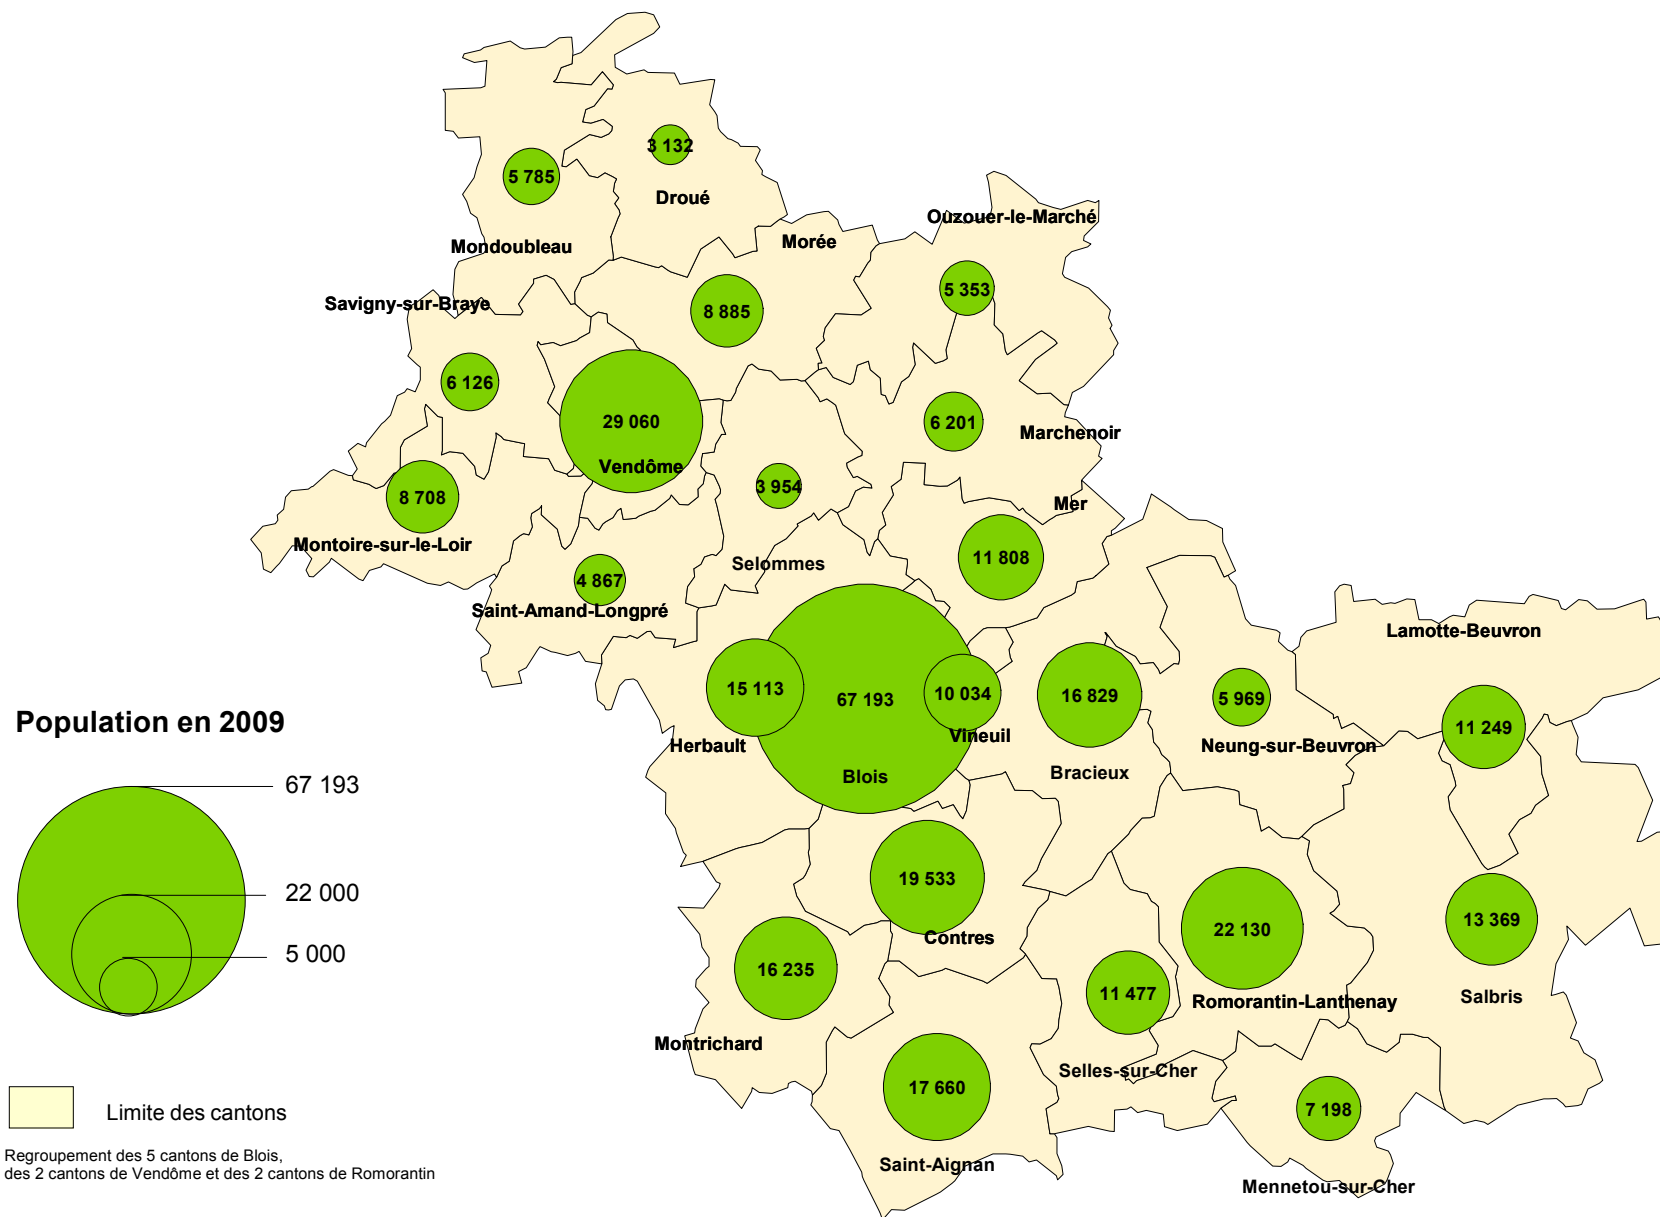 3 132
Droué
5 785
Mondoubleau
Morée
Ouzouer-le-Marché
8 885
5 353
Savigny-sur-Braye
6 126
29 060
Vendôme
6 201
Marchenoir
8 708
Montoire-sur-le-Loir
3 954
Selommes
Mer
11 808
4 867
Saint-Amand-Longpré
Lamotte-Beuvron
11 249
15 113
Herbault
67 193
Blois
10 034
Vineuil
16 829
Bracieux
5 969
Neung-sur-Beuvron
Population en 2009
67 193
22 000
5 000
19 533
Contres
16 235
Montrichard
22 130
Romorantin-Lanthenay
13 369
Salbris
11 477
Selles-sur-Cher
17 660
Saint-Aignan
7 198
Mennetou-sur-Cher
Limite des cantons
Regroupement des 5 cantons de Blois,
des 2 cantons de Vendôme et des 2 cantons de Romorantin